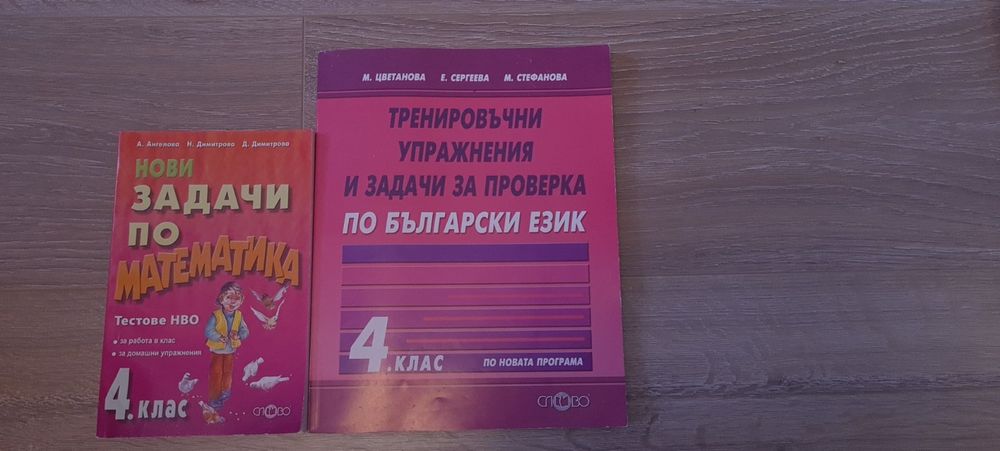 А. Ангелова Н. Димитрова Д. Димитрова
НОВИ
ЗАДАЧИ
ПО
МАТЕМАТИКА
Тестове НВО
• за работа в клас
• за домашни упражнения
4. клас
СЛОВО
М. ЦВЕТАНОВА Е. СЕРГЕЕВА М. СТЕФАНОВА
ТРЕНИРОВЪЧНИ
УПРАЖНЕНИЯ
И ЗАДАЧИ ЗА ПРОВЕРКА
ПО БЪЛГАРСКИ ЕЗИК
4. КЛАС
ПО НОВАТА ПРОГРАМА
СЛОВО